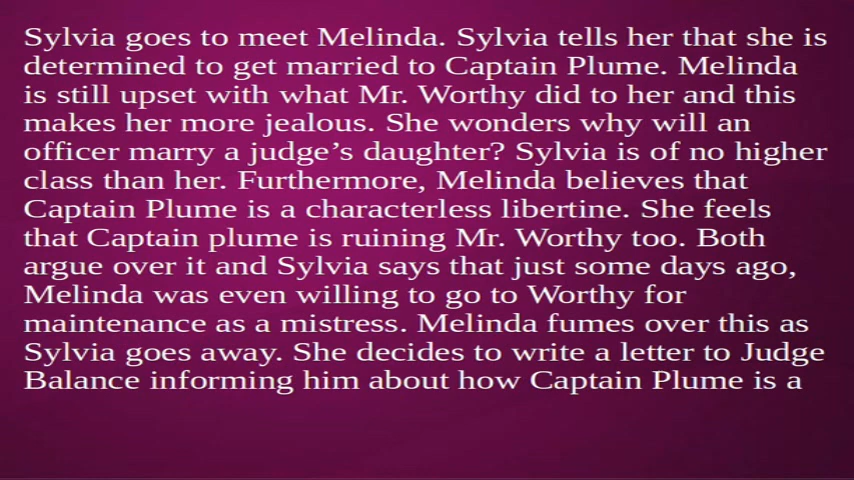 Sylvia goes to meet Melinda. Sylvia tells her that she is
determined to get married to Captain Plume. Melinda
is still upset with what Mr. Worthy did to her and this
makes her more jealous. She wonders why will an
officer marry a judge’s daughter? Sylvia is of no higher
class than her. Furthermore, Melinda believes that
Captain Plume is a characterless libertine. She feels
that Captain plume is ruining Mr. Worthy too. Both
argue over it and Sylvia says that just some days ago,
Melinda was even willing to go to Worthy for
maintenance as a mistress. Melinda fumes over this as
Sylvia goes away. She decides to write a letter to Judge
Balance informing him about how Captain Plume is a